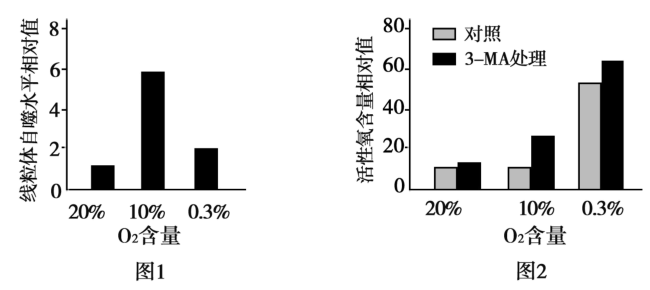 线粒体自噬水平相对值
8
6
4
2
0
20% 10% 0.3%
O₂含量
图1
活性氧含量相对值
80
60
40
20
0
对照
3-MA处理
20% 10% 0.3%
O₂含量
图2